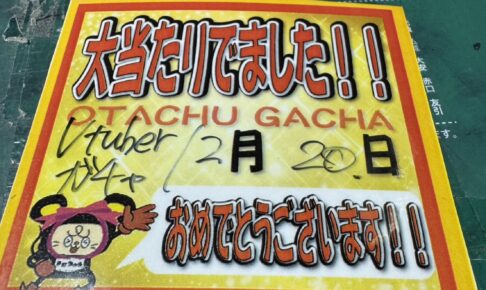 大当たりでました!!
OTACHU GACHA
Vtuber 12月20.日
ガチャ
おめでとうございます!!